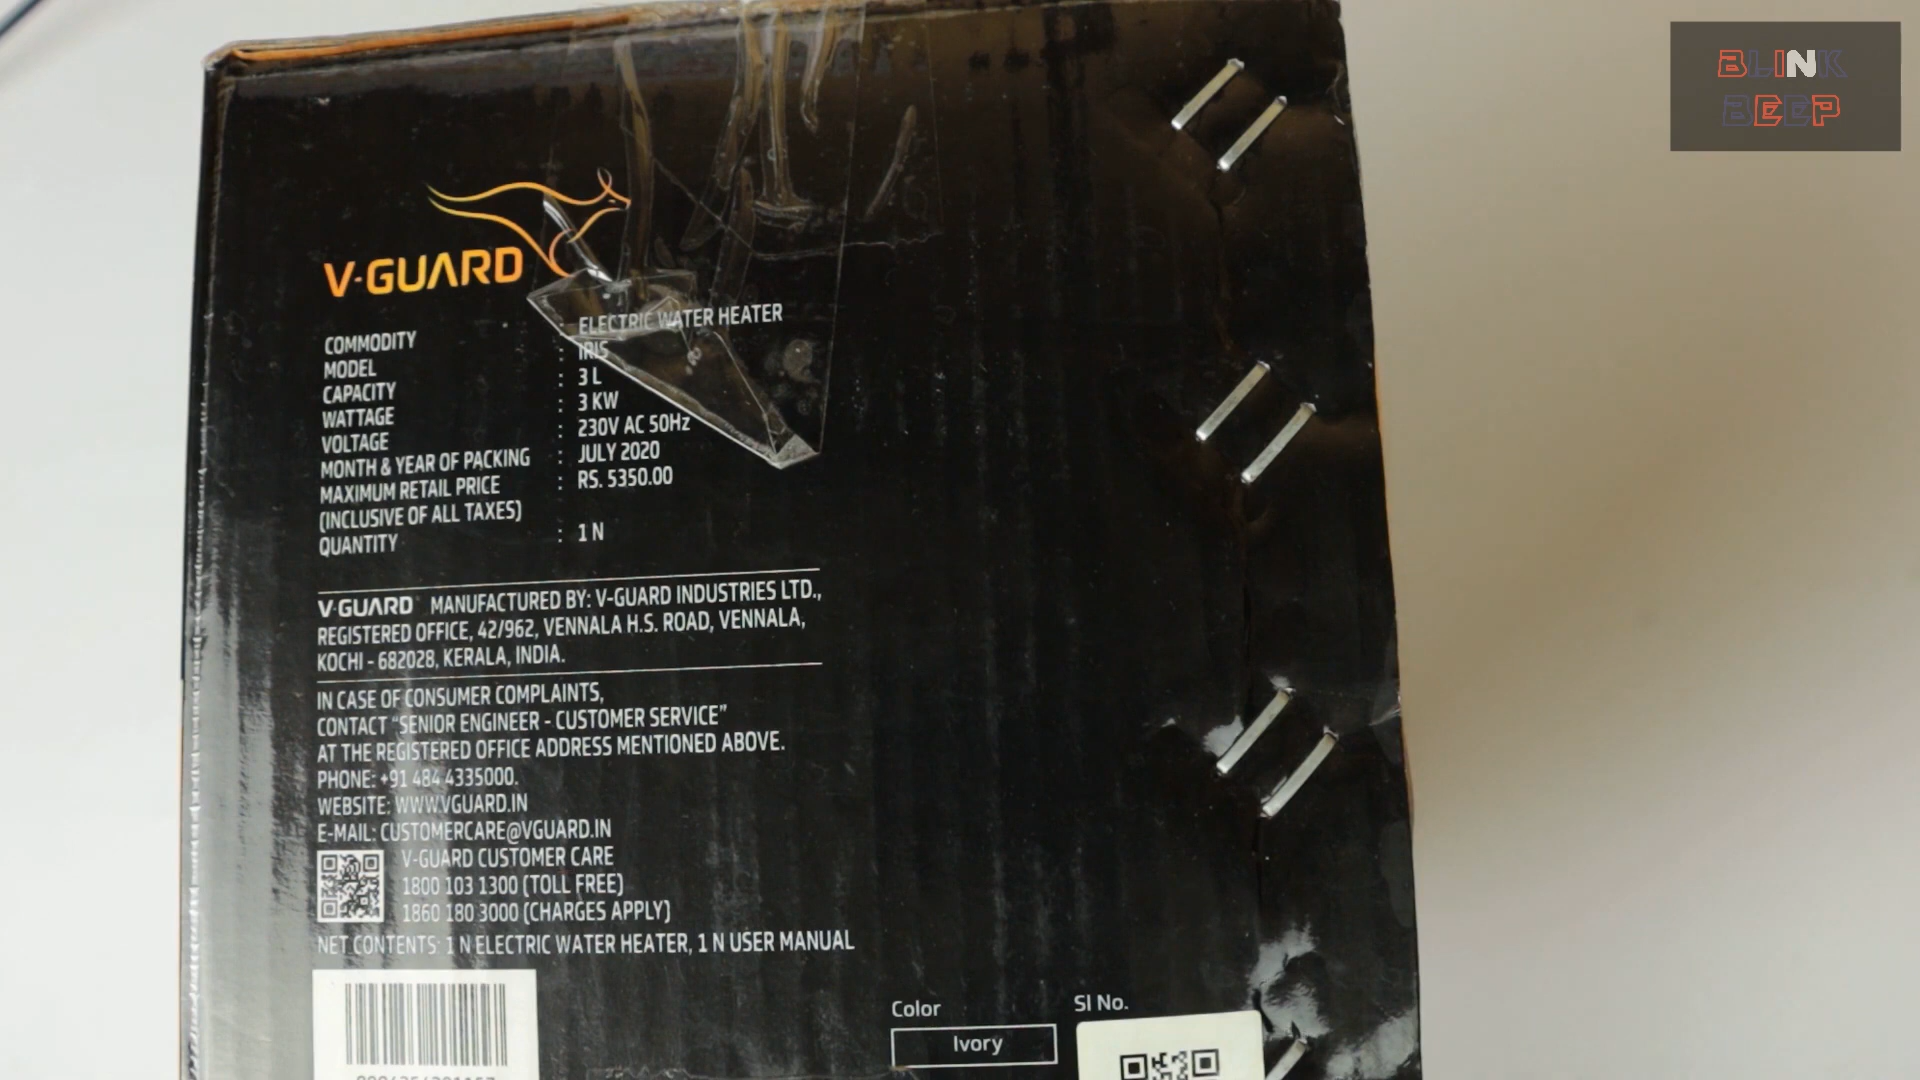 BLINK
BEEP
V-GUARD
COMMODITY : ELECTRIC WATER HEATER
MODEL : IRIS
CAPACITY : 3 L
WATTAGE : 3 KW
VOLTAGE : 230V AC 50Hz
MONTH & YEAR OF PACKING : JULY 2020
MAXIMUM RETAIL PRICE : RS. 5350.00
(INCLUSIVE OF ALL TAXES)
QUANTITY : 1 N
V-GUARD MANUFACTURED BY: V-GUARD INDUSTRIES LTD.,
REGISTERED OFFICE, 42/962, VENNALA H.S. ROAD, VENNALA,
KOCHI - 682028, KERALA, INDIA.
IN CASE OF CONSUMER COMPLAINTS,
CONTACT "SENIOR ENGINEER - CUSTOMER SERVICE"
AT THE REGISTERED OFFICE ADDRESS MENTIONED ABOVE.
PHONE: +91 484 4335000.
WEBSITE: WWW.VGUARD.IN
E-MAIL: CUSTOMERCARE@VGUARD.IN
V-GUARD CUSTOMER CARE
1800 103 1300 (TOLL FREE)
1860 180 3000 (CHARGES APPLY)
NET CONTENTS: 1 N ELECTRIC WATER HEATER, 1 N USER MANUAL
Color
Ivory
Sl No.